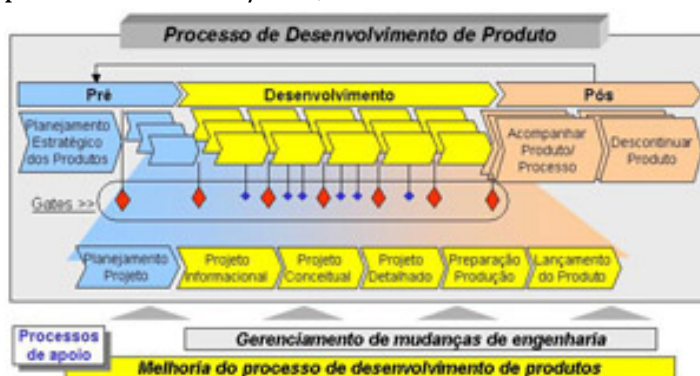 Processo de Desenvolvimento de Produto
Pré
Desenvolvimento
Pós
Planejamento
Estratégico
dos Produtos
Acompanhar
Produto/
Processo
Descontinuar
Produto
Gates >>
Planejamento
Projeto
Projeto
Informacional
Projeto
Conceitual
Projeto
Detalhado
Preparação
Produção
Lançamento
do Produto
Processos
de apoio
Gerenciamento de mudanças de engenharia
Melhoria do processo de desenvolvimento de produtos